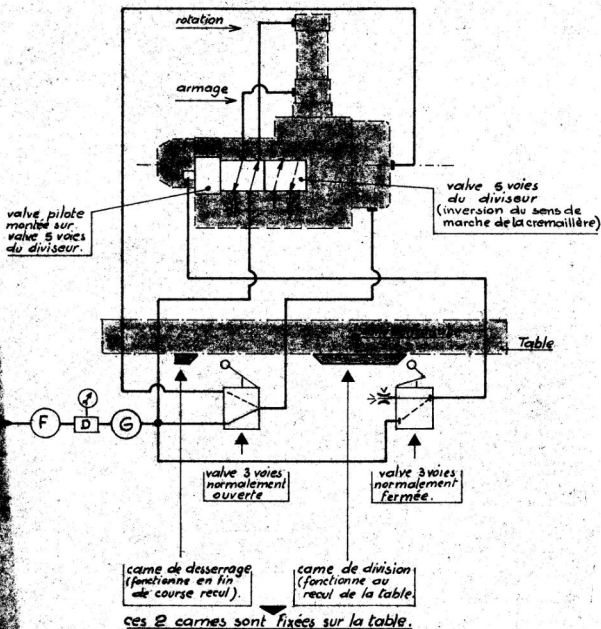 rotation
armage
valve pilote
montée sur
valve 5 voies
du diviseur.
valve 5 voies
du diviseur
(inversion du sens de
marche de la cremaillère)
Table
F
D
G
valve 3 voies
normalement
ouverte
valve 3 voies
normalement
fermée.
came de desserrage
(fonctionne en fin
de course recul).
came de division
(fonctionne au
recul de la table.
ces 2 cames sont fixées sur la table.